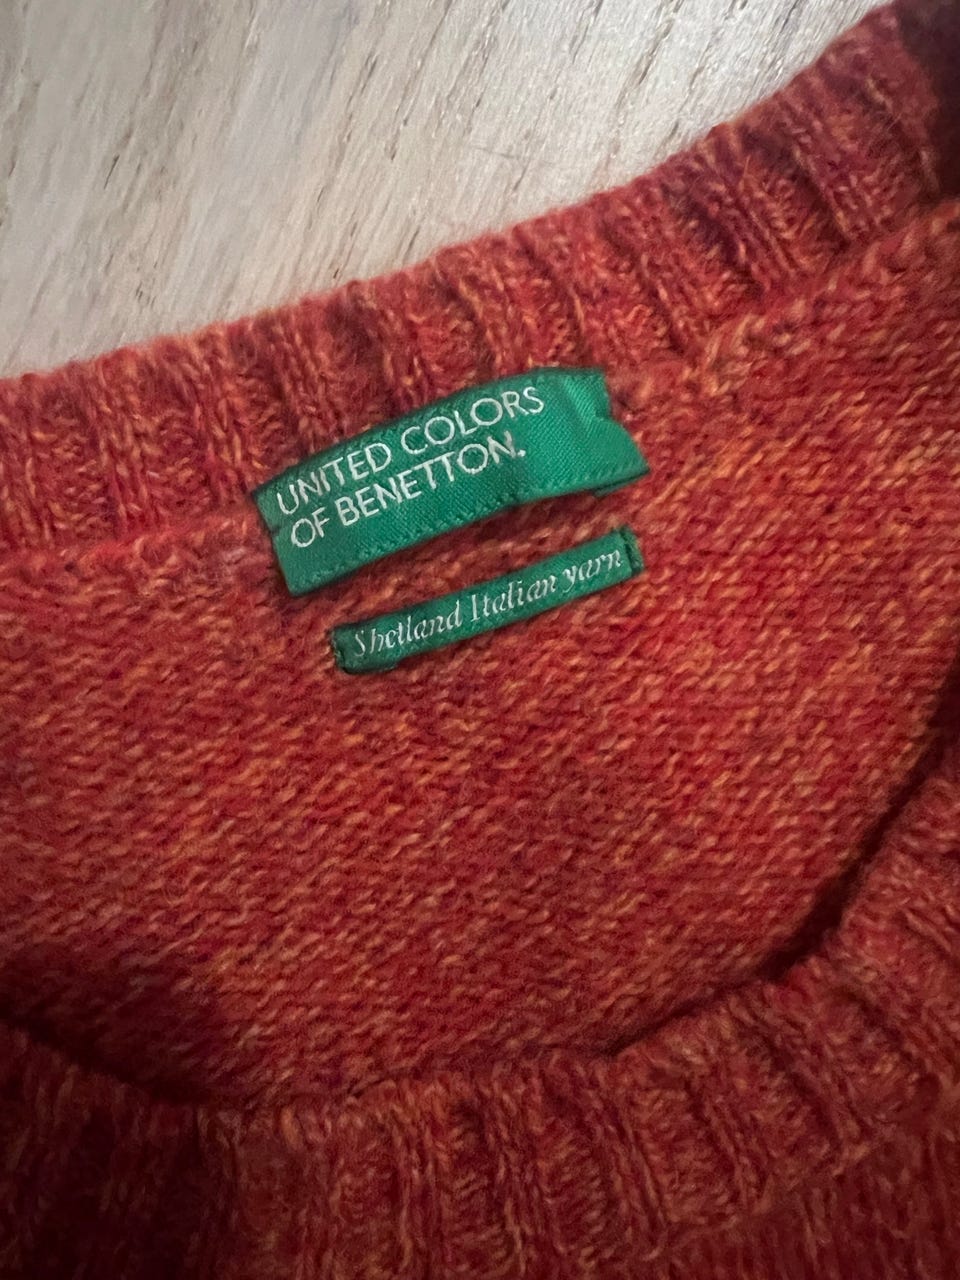 UNITED COLORS
OF BENETTON.
Shetland Italian yarn